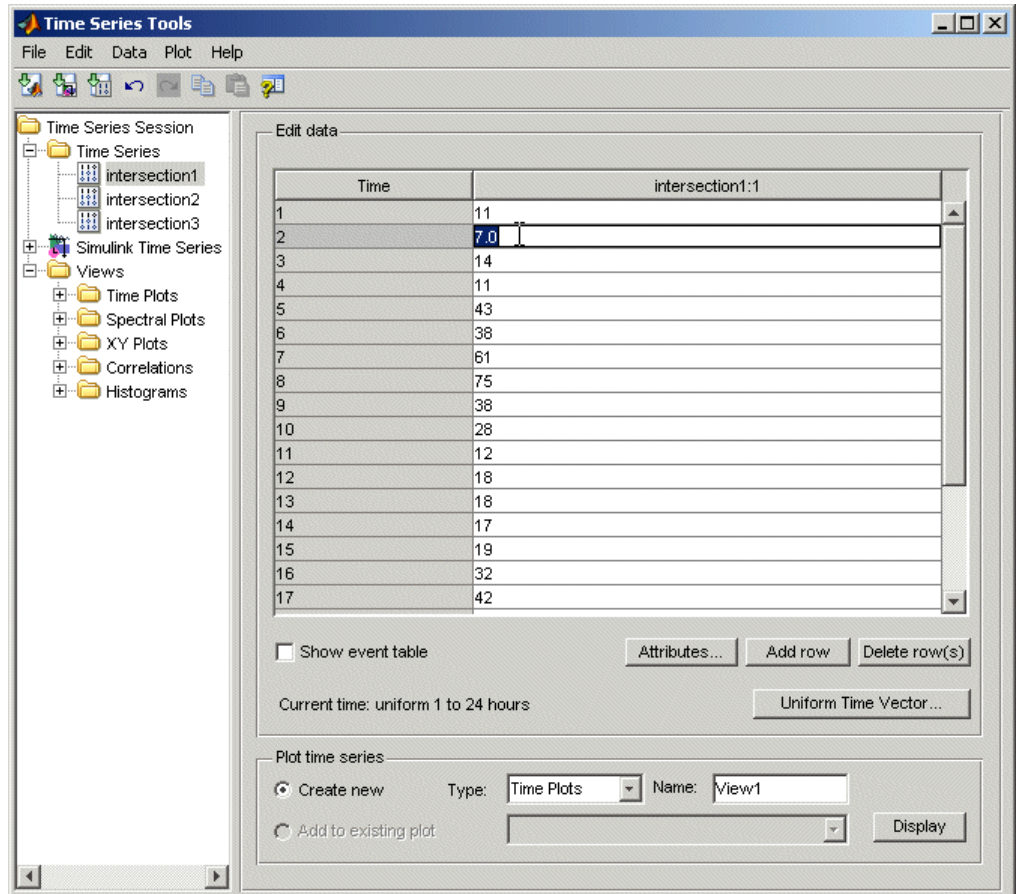 Time Series Tools
File Edit Data Plot Help
Time Series Session
Time Series
intersection1
intersection2
intersection3
Simulink Time Series
Views
Time Plots
Spectral Plots
XY Plots
Correlations
Histograms
Edit data
Time intersection1:1
1 11
2 7.0
3 14
4 11
5 43
6 38
7 61
8 75
9 38
10 28
11 12
12 18
13 18
14 17
15 19
16 32
17 42
Show event table
Attributes... Add row Delete row(s)
Current time: uniform 1 to 24 hours
Uniform Time Vector...
Plot time series
Create new Type: Time Plots Name: View1
Add to existing plot
Display